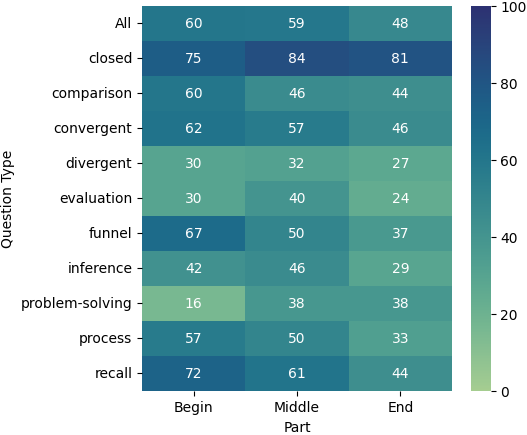 All 60 59 48
closed 75 84 81
comparison 60 46 44
convergent 62 57 46
divergent 30 32 27
evaluation 30 40 24
funnel 67 50 37
inference 42 46 29
problem-solving 16 38 38
process 57 50 33
recall 72 61 44
Begin Middle End
Part
Question Type
100
80
60
40
20
0